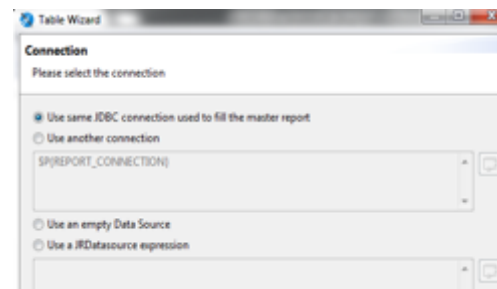 Table Wizard
Connection
Please select the connection
Use same JDBC connection used to fill the master report
Use another connection
$P{REPORT_CONNECTION}
Use an empty Data Source
Use a JRDatasource expression